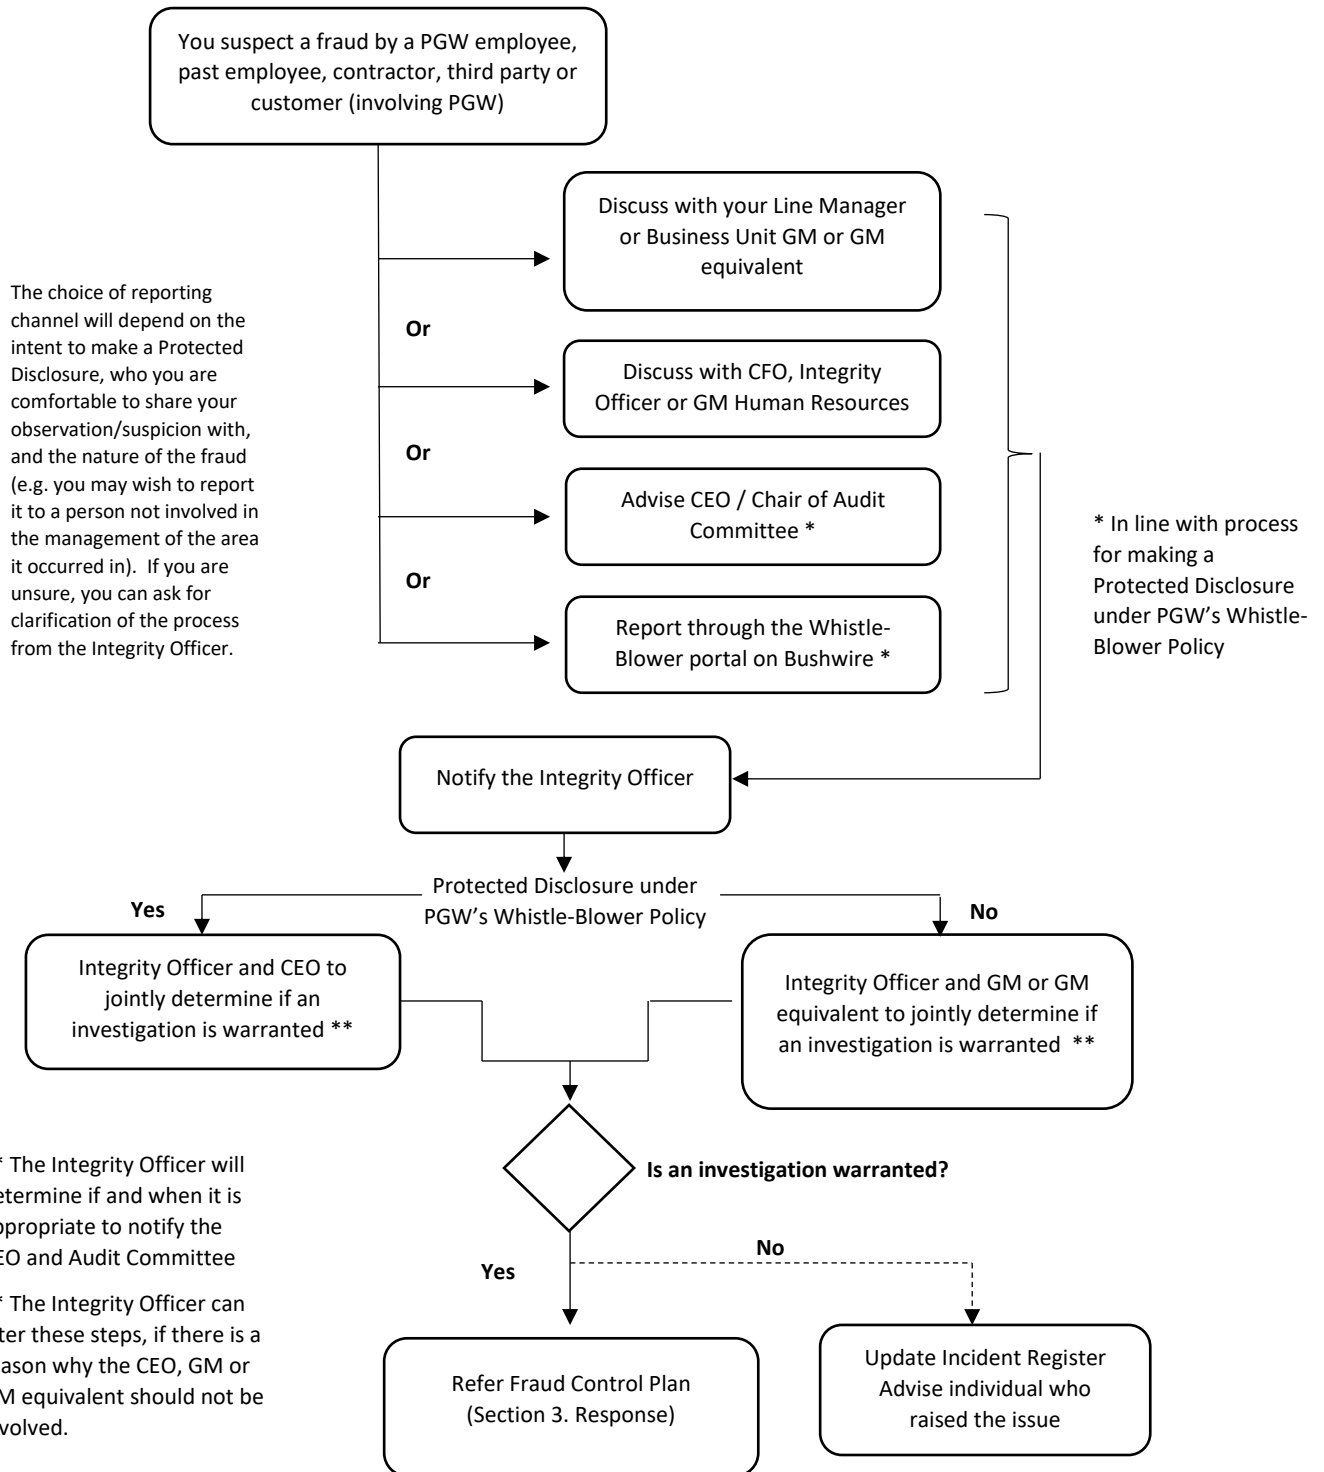 You suspect a fraud by a PGW employee,
past employee, contractor, third party or
customer (involving PGW)
Discuss with your Line Manager
or Business Unit GM or GM
equivalent
The choice of reporting
channel will depend on the
intent to make a Protected
Disclosure, who you are
comfortable to share your
observation/suspicion with,
and the nature of the fraud
(e.g. you may wish to report
it to a person not involved in
the management of the area
it occurred in). If you are
unsure, you can ask for
clarification of the process
from the Integrity Officer.
Or
Discuss with CFO, Integrity
Officer or GM Human Resources
Or
Advise CEO / Chair of Audit
Committee *
* In line with process
for making a
Protected Disclosure
under PGW's Whistle-
Blower Policy
Or
Report through the Whistle-
Blower portal on Bushwire *
Notify the Integrity Officer
Protected Disclosure under
PGW's Whistle-Blower Policy
Yes
No
Integrity Officer and CEO to
jointly determine if an
investigation is warranted **
Integrity Officer and GM or GM
equivalent to jointly determine if
an investigation is warranted **
Is an investigation warranted?
* The Integrity Officer will
if and when it is
to notify the
and Audit Committee
* The Integrity Officer can
these steps, if there is a
why the CEO, GM or
equivalent should not be
No
Yes
Refer Fraud Control Plan
(Section 3. Response)
Update Incident Register
Advise individual who
raised the issue